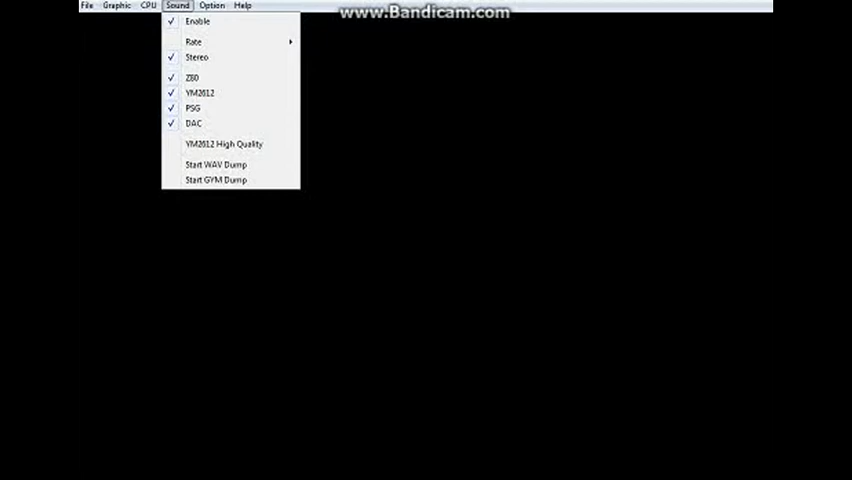 File Graphic CPU Sound Option Help
www.Bandicam.com
Enable
Rate
Stereo
Z80
YM2612
PSG
DAC
YM2612 High Quality
Start WAV Dump
Start GYM Dump